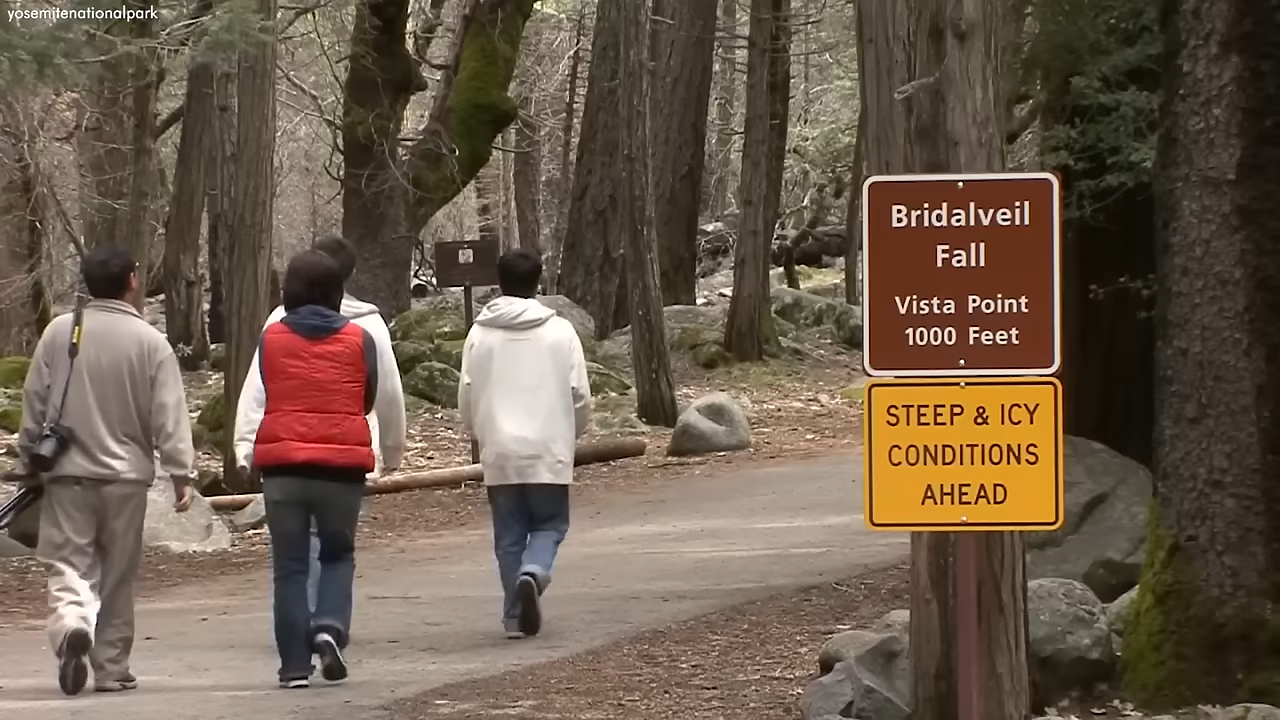 yosemitenationalpark
Bridalveil
Fall
Vista Point
1000 Feet
STEEP & ICY
CONDITIONS
AHEAD